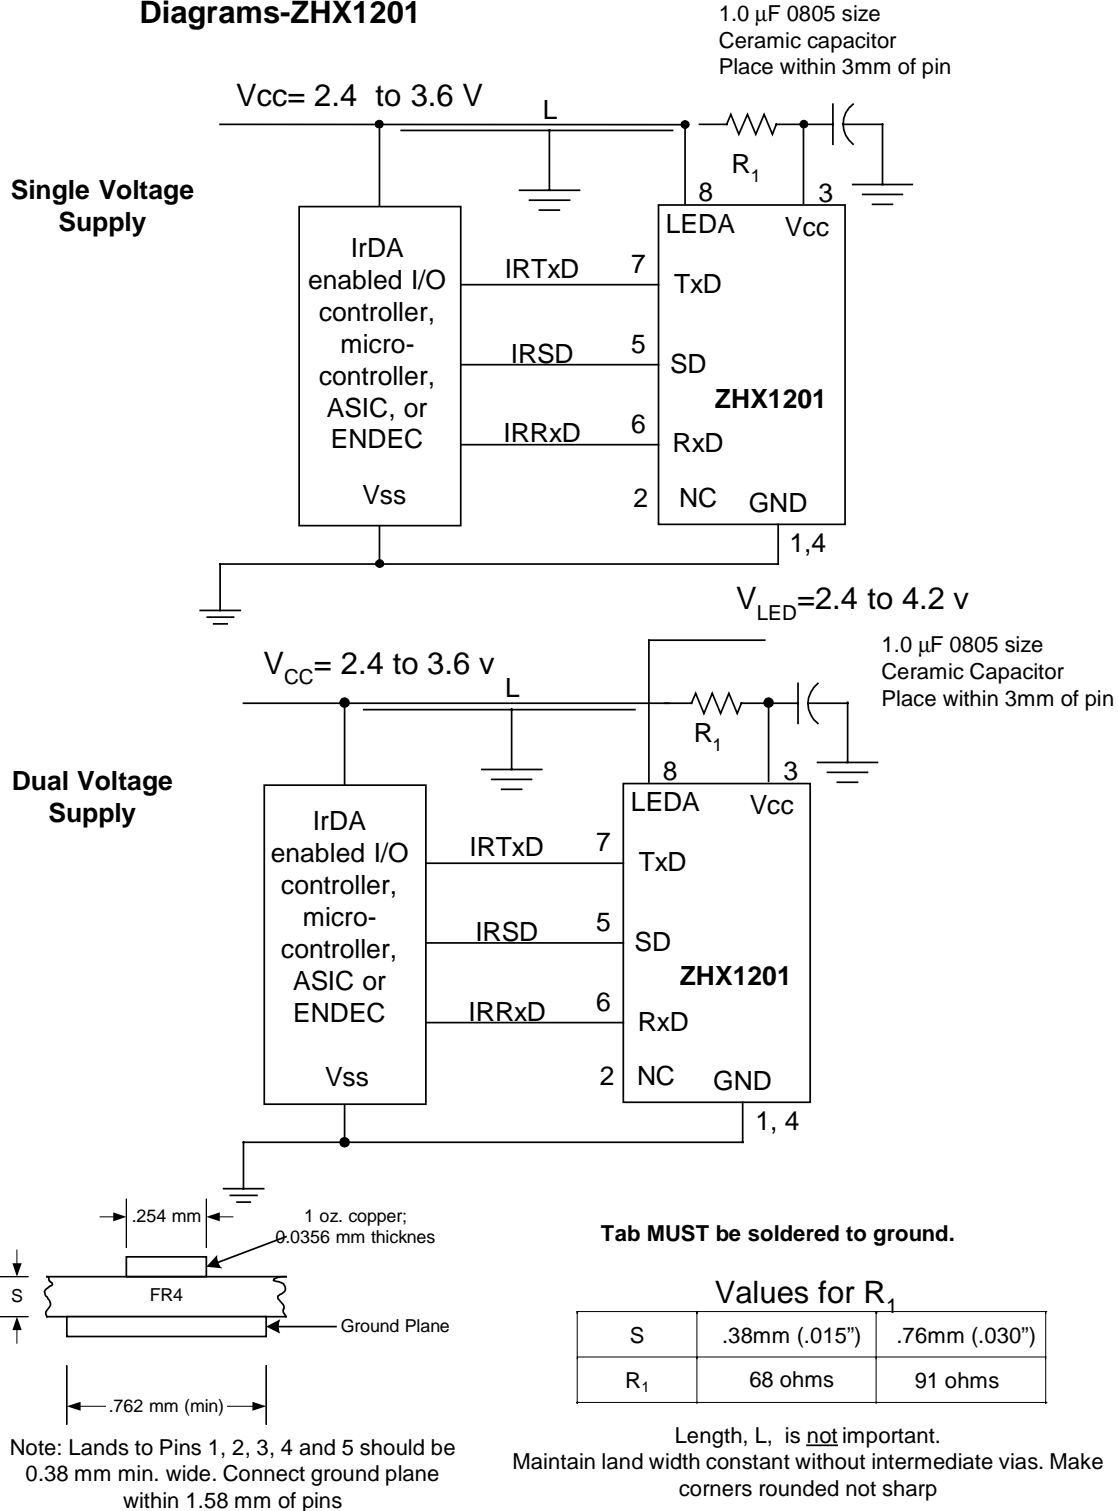 Diagrams-ZHX1201
1.0 μF 0805 size
Ceramic capacitor
Place within 3mm of pin
Vcc= 2.4 to 3.6 V
L
R1
Single Voltage
Supply
8
3
LEDA
Vcc
IrDA
enabled I/O
controller,
micro-
controller,
ASIC, or
ENDEC
Vss
IRTxD
7
TxD
IRSD
5
SD
ZHX1201
IRRxD
6
RxD
2
NC
GND
1,4
VLED=2.4 to 4.2 v
1.0 μF 0805 size
Ceramic Capacitor
Place within 3mm of pin
VCC= 2.4 to 3.6 v
L
R1
Dual Voltage
Supply
8
3
LEDA
Vcc
IrDA
enabled I/O
controller,
micro-
controller,
ASIC or
ENDEC
Vss
IRTxD
7
TxD
IRSD
5
SD
ZHX1201
IRRxD
6
RxD
2
NC
GND
1, 4
.254 mm
1 oz. copper;
0.0356 mm thicknes
S
FR4
Ground Plane
.762 mm (min)
Note: Lands to Pins 1, 2, 3, 4 and 5 should be
0.38 mm min. wide. Connect ground plane
within 1.58 mm of pins
Tab MUST be soldered to ground.
Values for R1
S .38mm (.015”) .76mm (.030”)
R1 68 ohms 91 ohms
Length, L, is not important.
Maintain land width constant without intermediate vias. Make
corners rounded not sharp